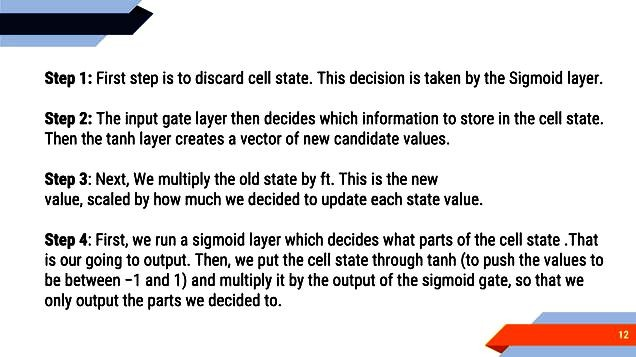 Step 1: First step is to discard cell state. This decision is taken by the Sigmoid layer.
Step 2: The input gate layer then decides which information to store in the cell state.
Then the tanh layer creates a vector of new candidate values.
Step 3: Next, We multiply the old state by ft. This is the new
value, scaled by how much we decided to update each state value.
Step 4: First, we run a sigmoid layer which decides what parts of the cell state .That
is our going to output. Then, we put the cell state through tanh (to push the values to
be between −1 and 1) and multiply it by the output of the sigmoid gate, so that we
only output the parts we decided to.
12